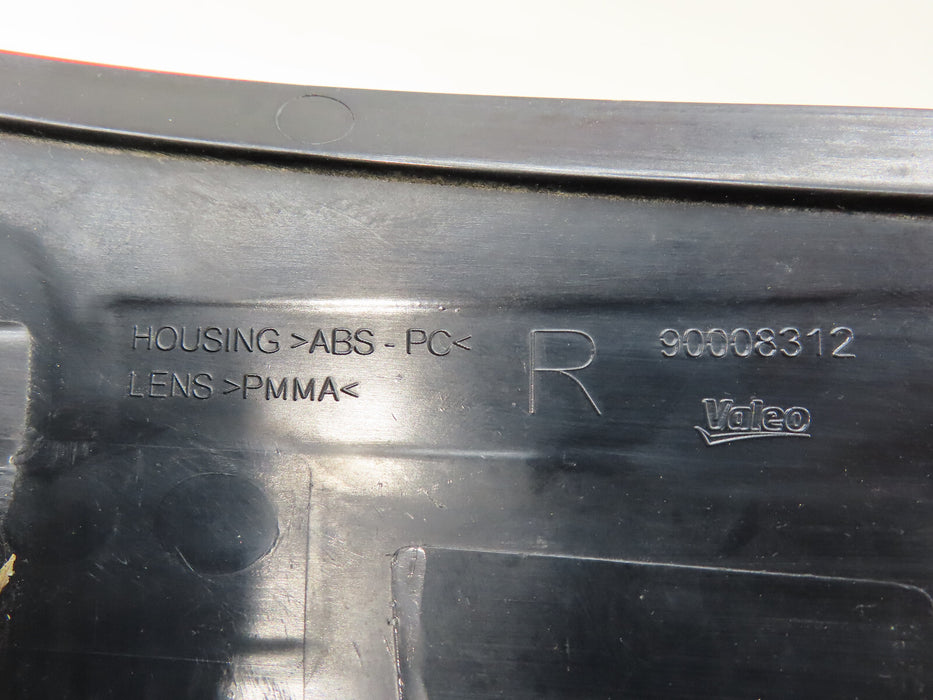 HOUSING >ABS - PC<
LENS >PMMA<
R
90008312
Valeo